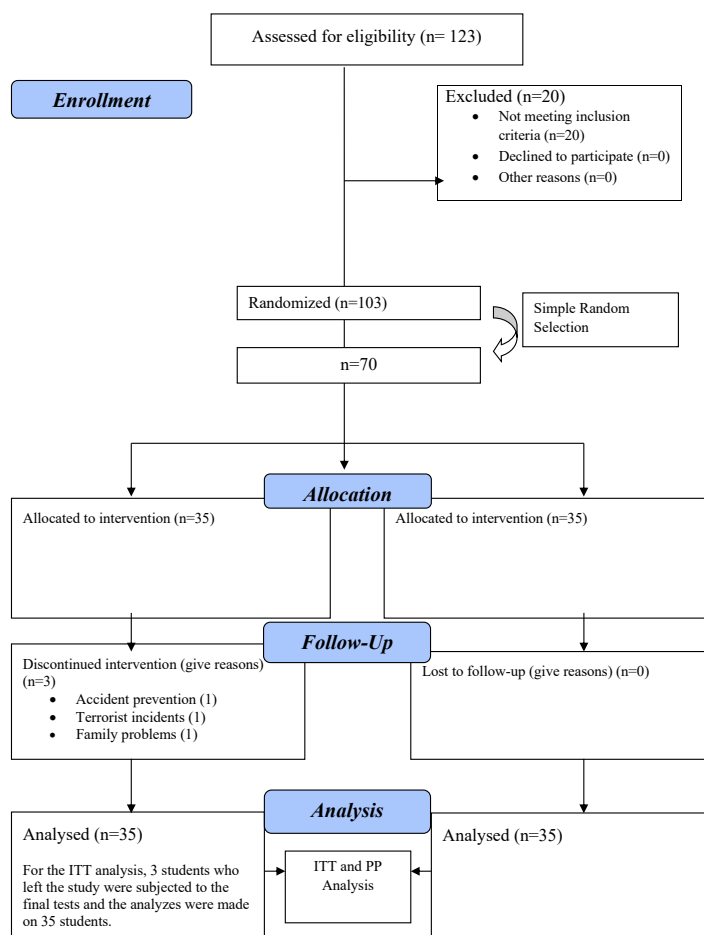 Assessed for eligibility (n= 123)
Enrollment
Excluded (n=20)
• Not meeting inclusion
criteria (n=20)
• Declined to participate (n=0)
• Other reasons (n=0)
Randomized (n=103)
Simple Random
Selection
n=70
Allocation
Allocated to intervention (n=35)
Allocated to intervention (n=35)
Follow-Up
Discontinued intervention (give reasons)
(n=3)
• Accident prevention (1)
• Terrorist incidents (1)
• Family problems (1)
Lost to follow-up (give reasons) (n=0)
Analysis
Analysed (n=35)
For the ITT analysis, 3 students who
left the study were subjected to the
final tests and the analyzes were made
on 35 students.
ITT and PP
Analysis
Analysed (n=35)